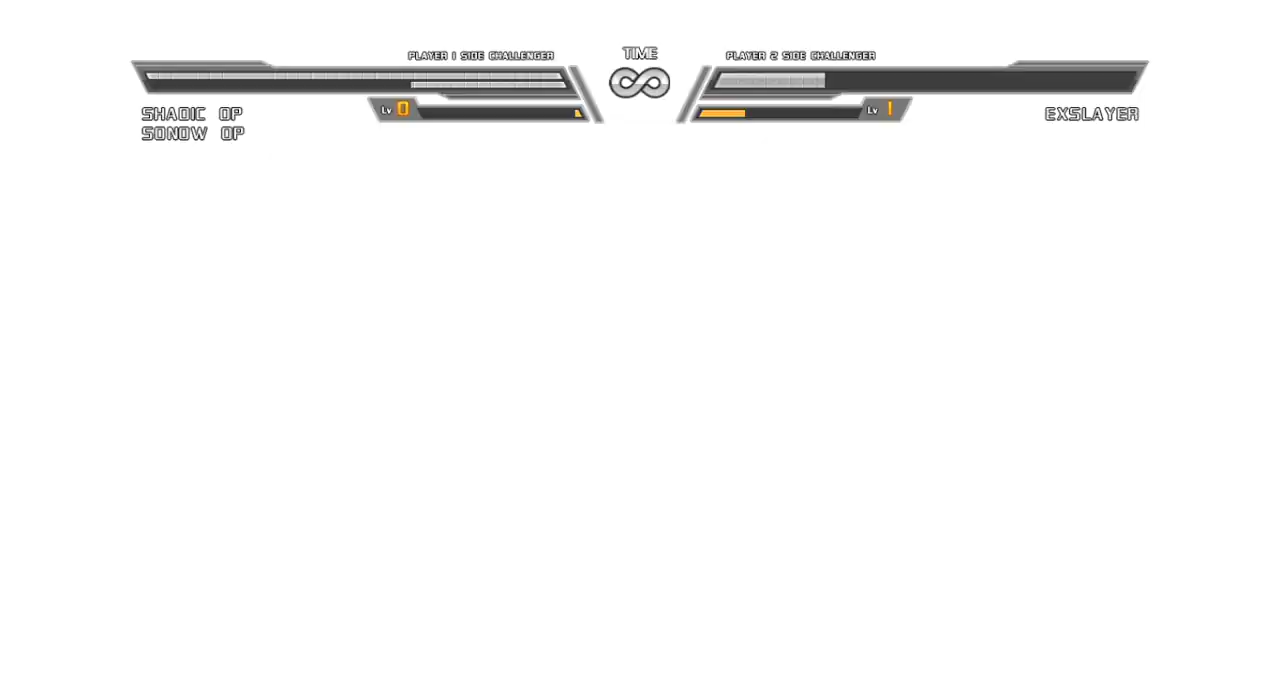 PLAYER 1 SIDE CHALLENGER
TIME
PLAYER 2 SIDE CHALLENGER
Lv 0
Lv 1
SHADIC OP
SONOW OP
EXSLAYER